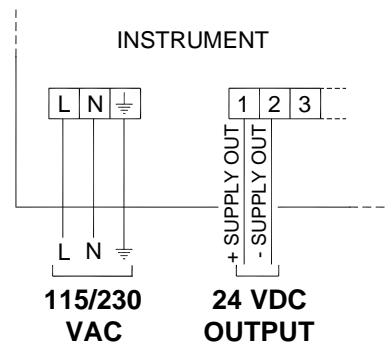 INSTRUMENT
L N ⏚
1 2 3
+ SUPPLY OUT
- SUPPLY OUT
L N ⏚
115/230
VAC
24 VDC
OUTPUT